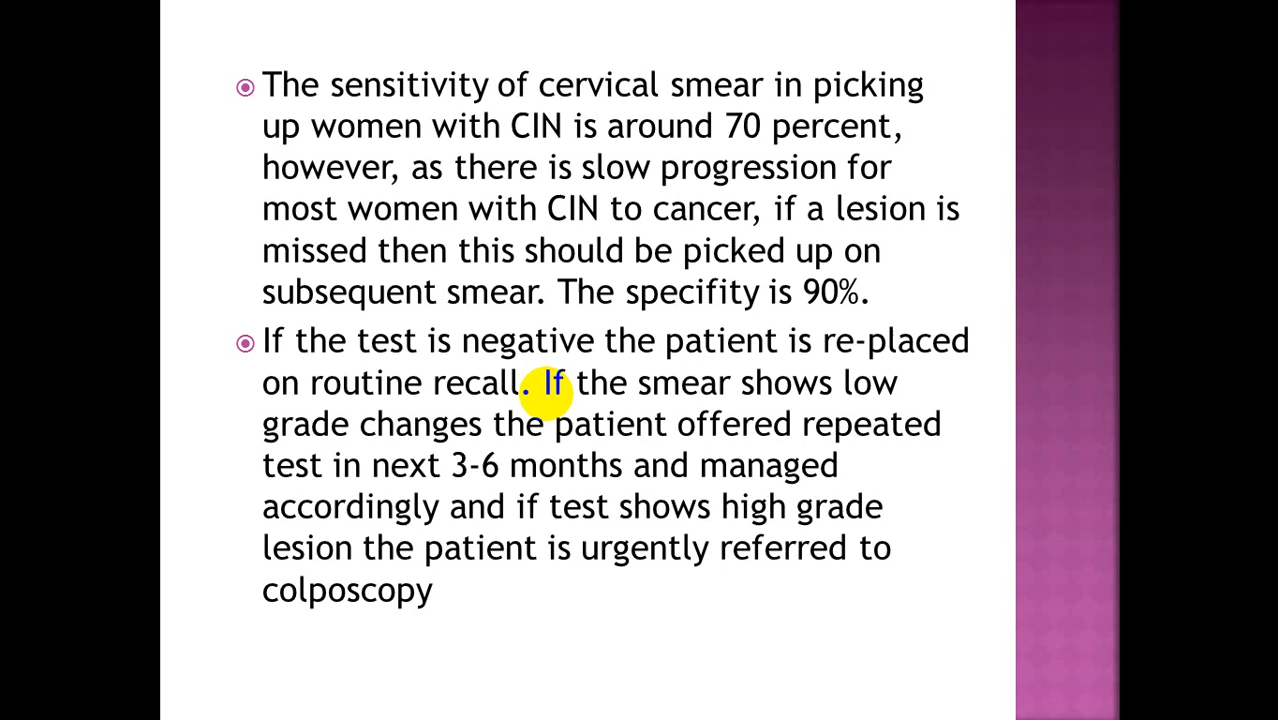 The sensitivity of cervical smear in picking
up women with CIN is around 70 percent,
however, as there is slow progression for
most women with CIN to cancer, if a lesion is
missed then this should be picked up on
subsequent smear. The specifity is 90%.
If the test is negative the patient is re-placed
on routine recall. If the smear shows low
grade changes the patient offered repeated
test in next 3-6 months and managed
accordingly and if test shows high grade
lesion the patient is urgently referred to
colposcopy